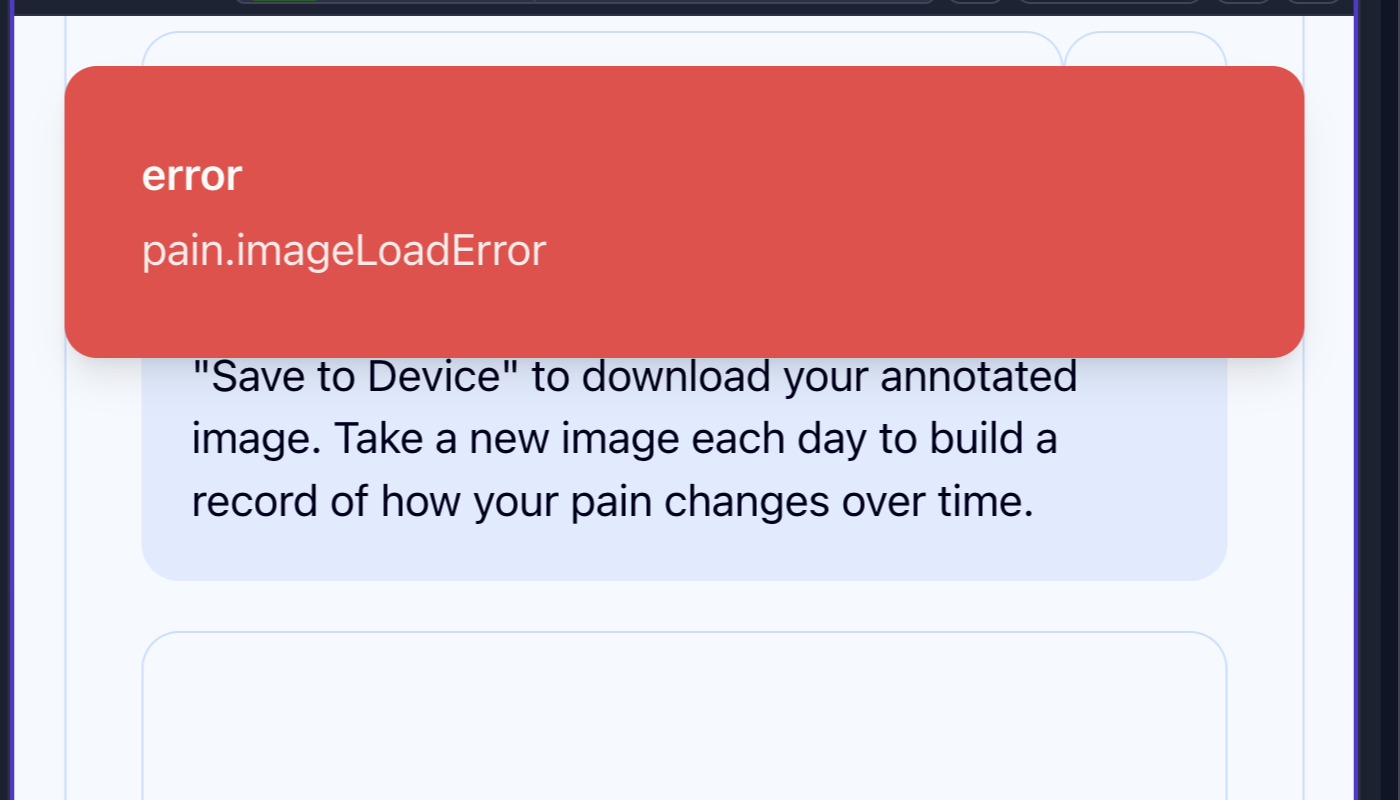 error
pain.imageLoadError
"Save to Device" to download your annotated
image. Take a new image each day to build a
record of how your pain changes over time.